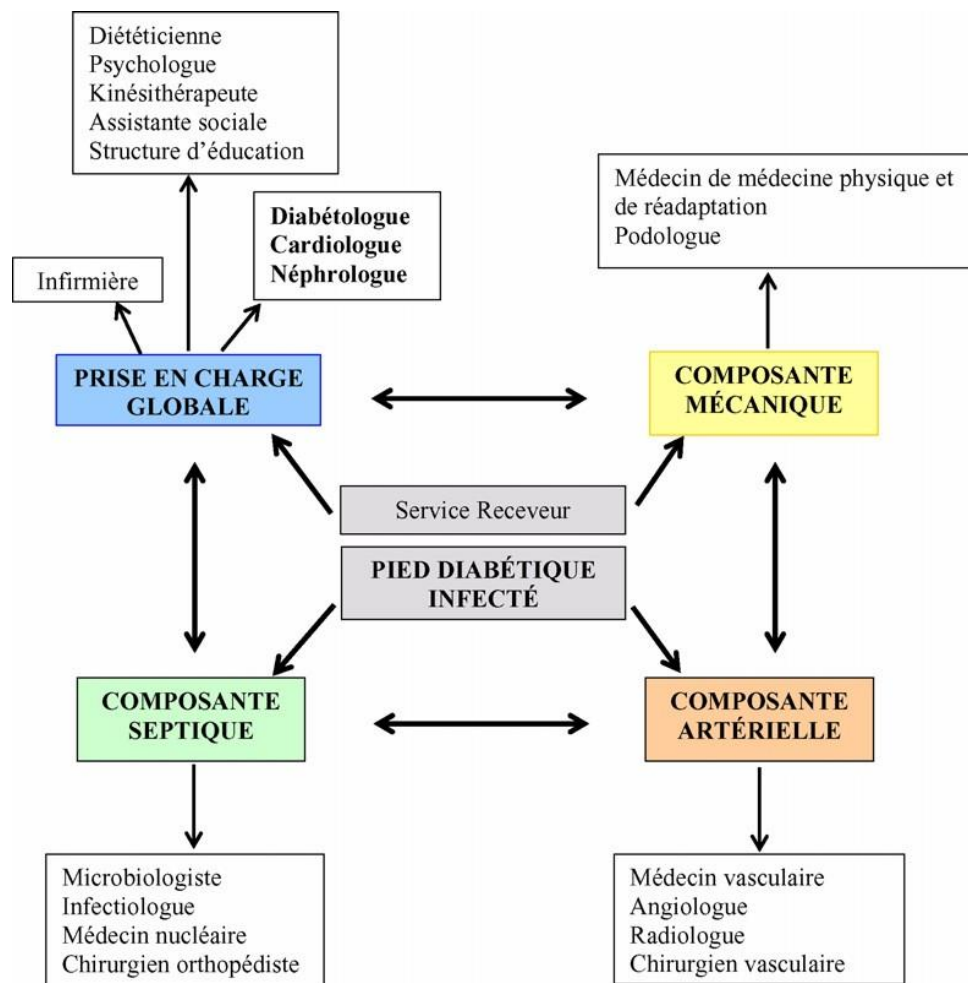 Diététicienne
Psychologue
Kinésithérapeute
Assistante sociale
Structure d'éducation
Médecin de médecine physique et
de réadaptation
Podologue
Diabétologue
Cardiologue
Néphrologue
Infirmière
PRISE EN CHARGE
GLOBALE
COMPOSANTE
MÉCANIQUE
Service Receveur
PIED DIABÉTIQUE
INFECTÉ
COMPOSANTE
SEPTIQUE
COMPOSANTE
ARTÉRIELLE
Microbiologiste
Infectiologue
Médecin nucléaire
Chirurgien orthopédiste
Médecin vasculaire
Angiologue
Radiologue
Chirurgien vasculaire